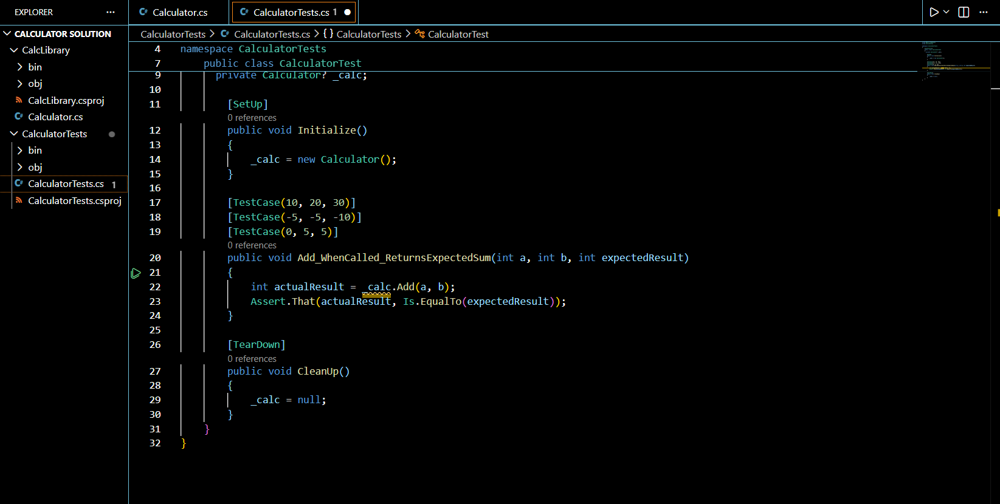 EXPLORER
CALCULATOR SOLUTION
CalcLibrary
bin
obj
CalcLibrary.csproj
Calculator.cs
CalculatorTests
bin
obj
CalculatorTests.cs 1
CalculatorTests.csproj
Calculator.cs
CalculatorTests.cs 1
CalculatorTests > CalculatorTests.cs > {} CalculatorTests > CalculatorTest
4 namespace CalculatorTests
7 public class CalculatorTest
9 private Calculator? _calc;
10
11 [SetUp]
0 references
12 public void Initialize()
13 {
14 _calc = new Calculator();
15 }
16
17 [TestCase(10, 20, 30)]
18 [TestCase(-5, -5, -10)]
19 [TestCase(0, 5, 5)]
0 references
20 public void Add_WhenCalled_ReturnsExpectedSum(int a, int b, int expectedResult)
21 {
22 int actualResult = _calc.Add(a, b);
23 Assert.That(actualResult, Is.EqualTo(expectedResult));
24 }
25
26 [TearDown]
0 references
27 public void CleanUp()
28 {
29 _calc = null;
30 }
31 }
32 }